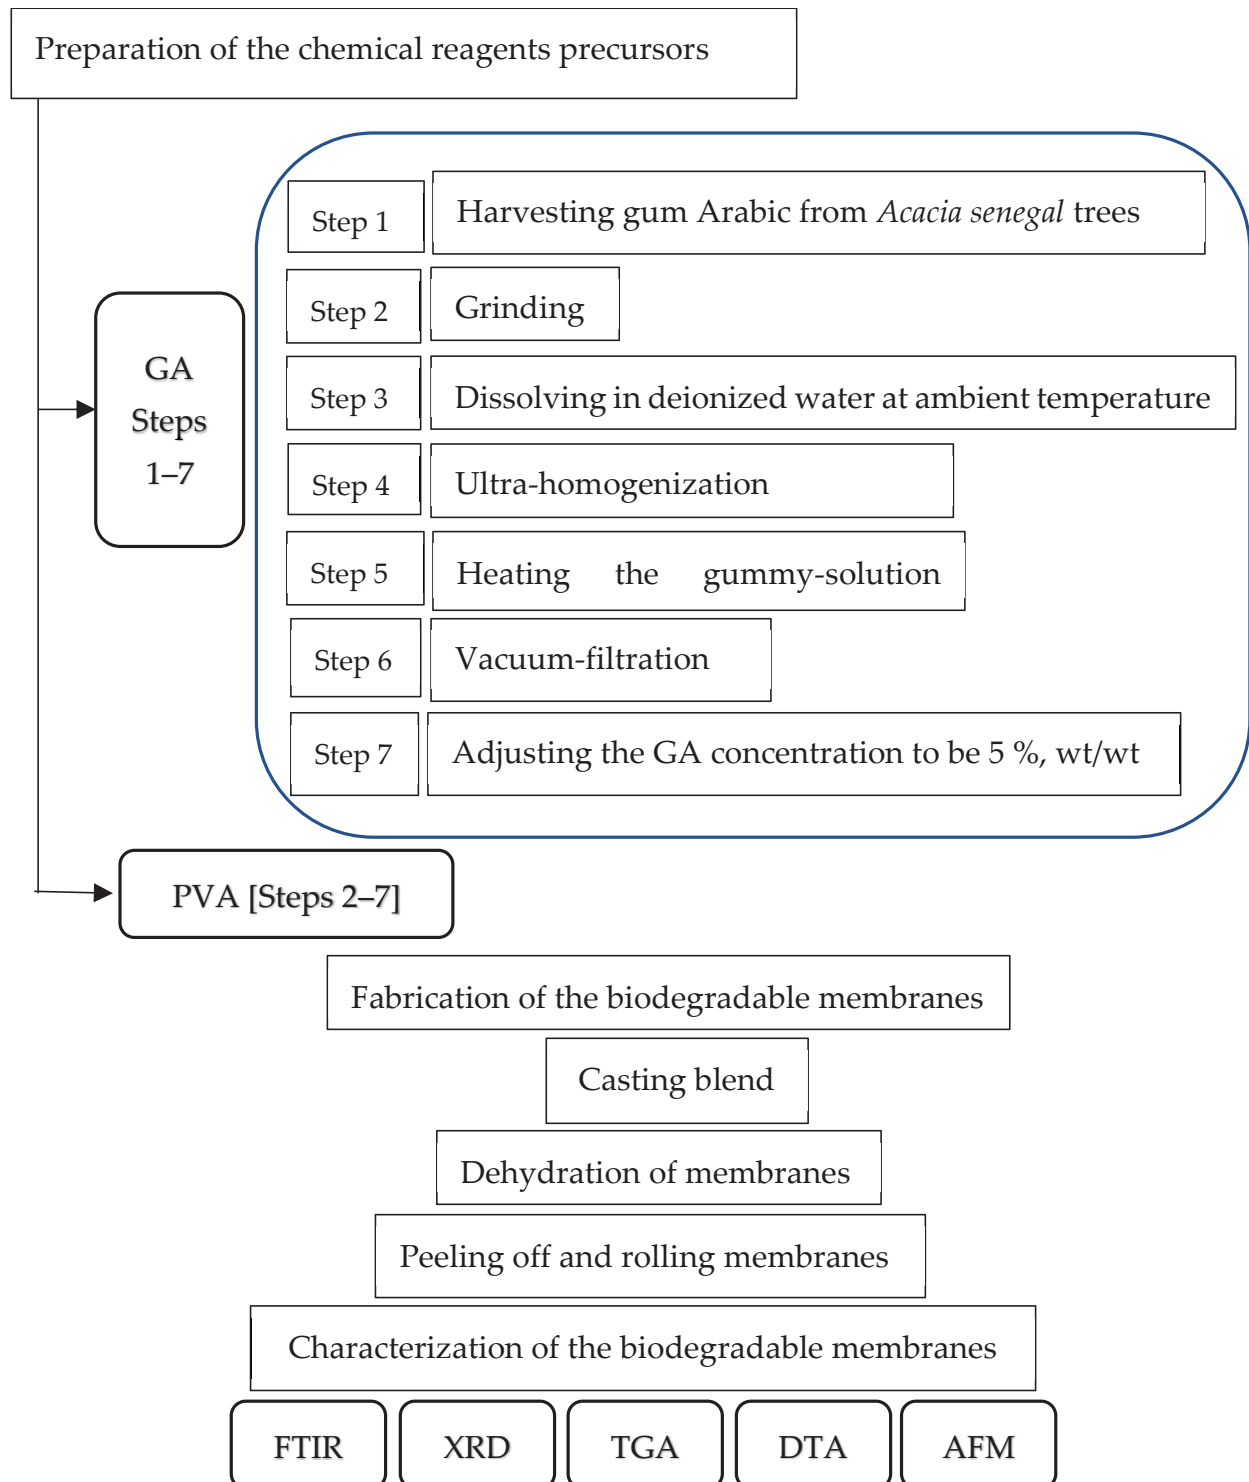 Preparation of the chemical reagents precursors
Step 1
Harvesting gum Arabic from Acacia senegal trees
Step 2
Grinding
GA
Steps
1–7
Step 3
Dissolving in deionized water at ambient temperature
Step 4
Ultra-homogenization
Step 5
Heating the gummy-solution
Step 6
Vacuum-filtration
Step 7
Adjusting the GA concentration to be 5 %, wt/wt
PVA [Steps 2–7]
Fabrication of the biodegradable membranes
Casting blend
Dehydration of membranes
Peeling off and rolling membranes
Characterization of the biodegradable membranes
FTIR
XRD
TGA
DTA
AFM